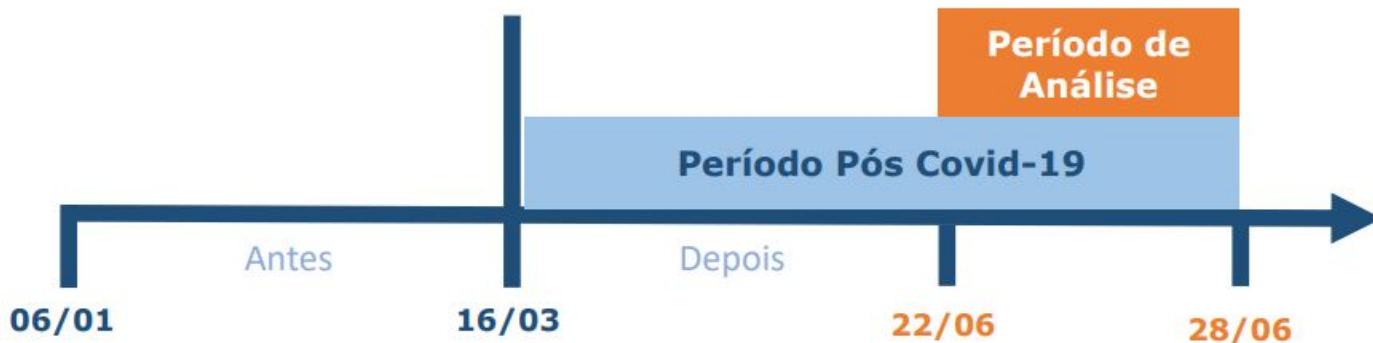 Período de
Análise
Período Pós Covid-19
Antes
Depois
06/01
16/03
22/06
28/06